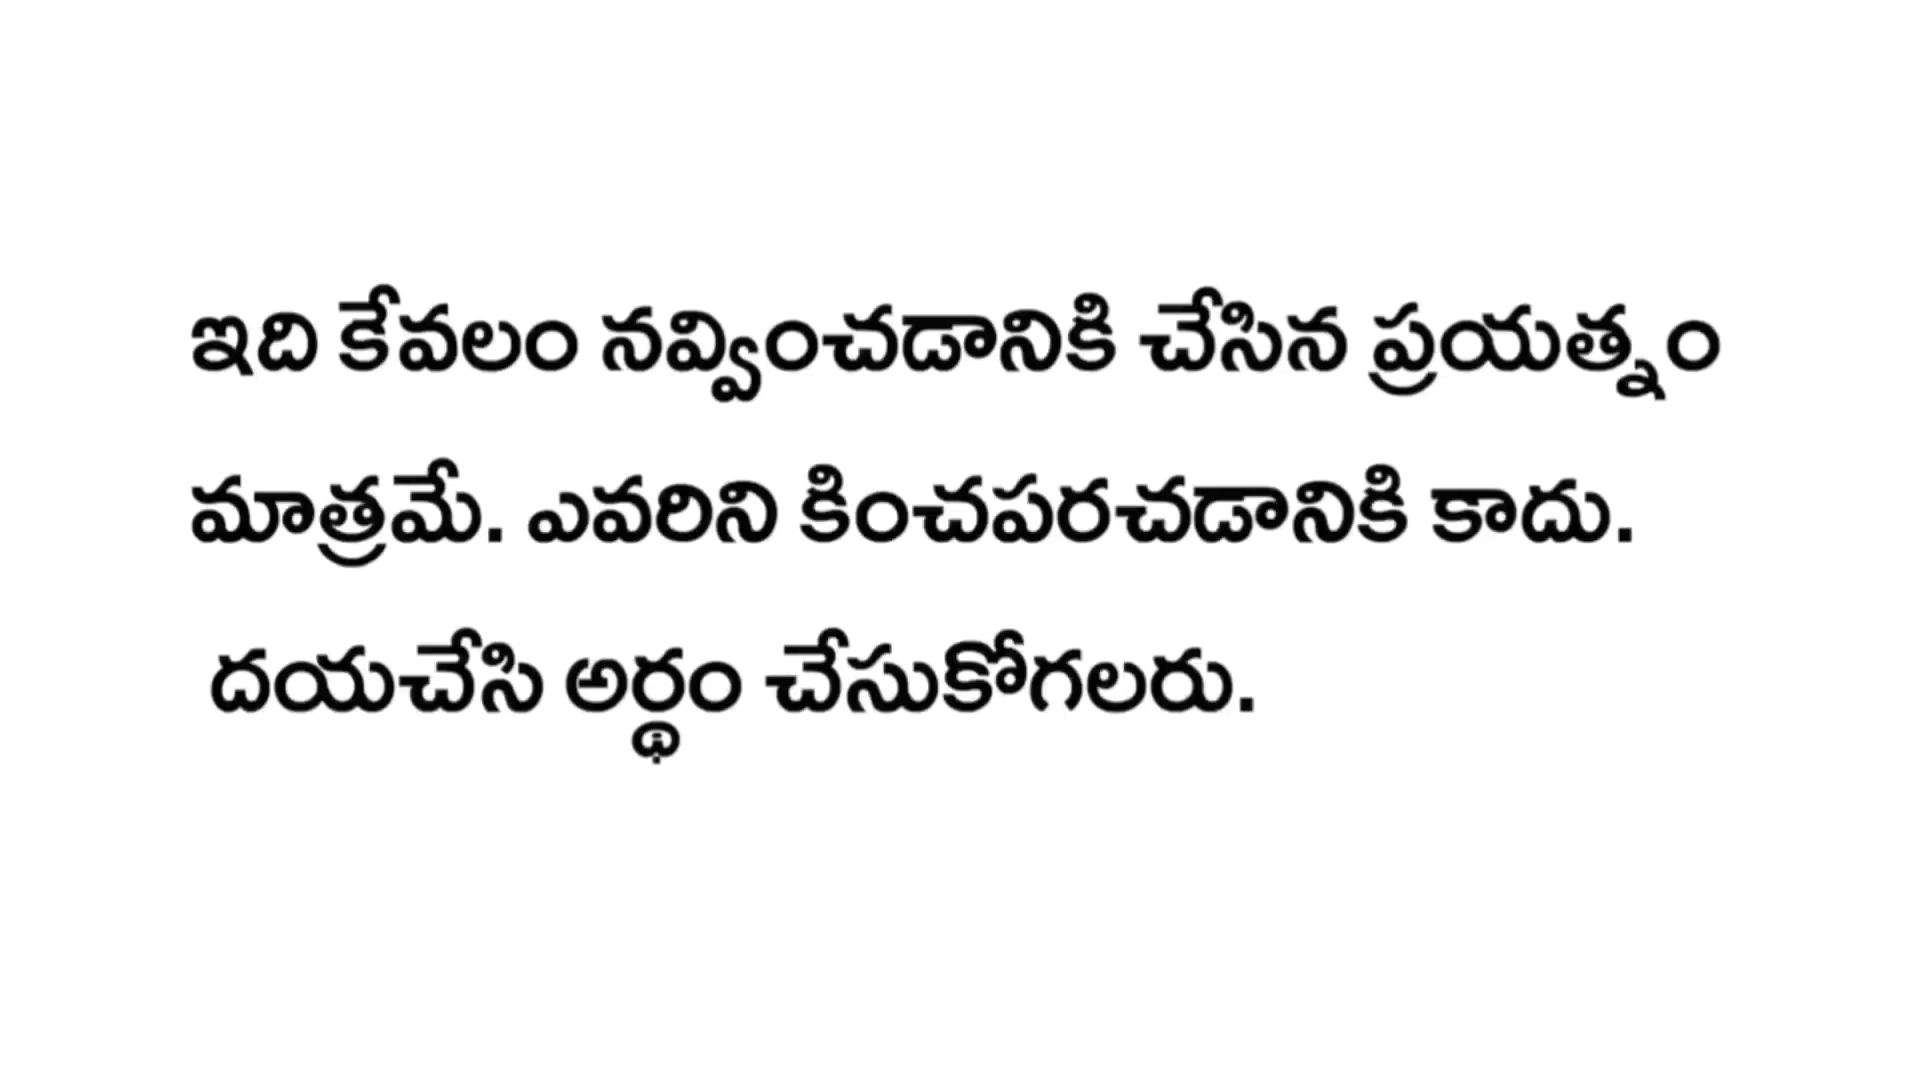 ఇది కేవలం నవ్వించడానికి చేసిన ప్రయత్నం
మాత్రమే. ఎవరిని కించపరచడానికి కాదు.
దయచేసి అర్థం చేసుకోగలరు.